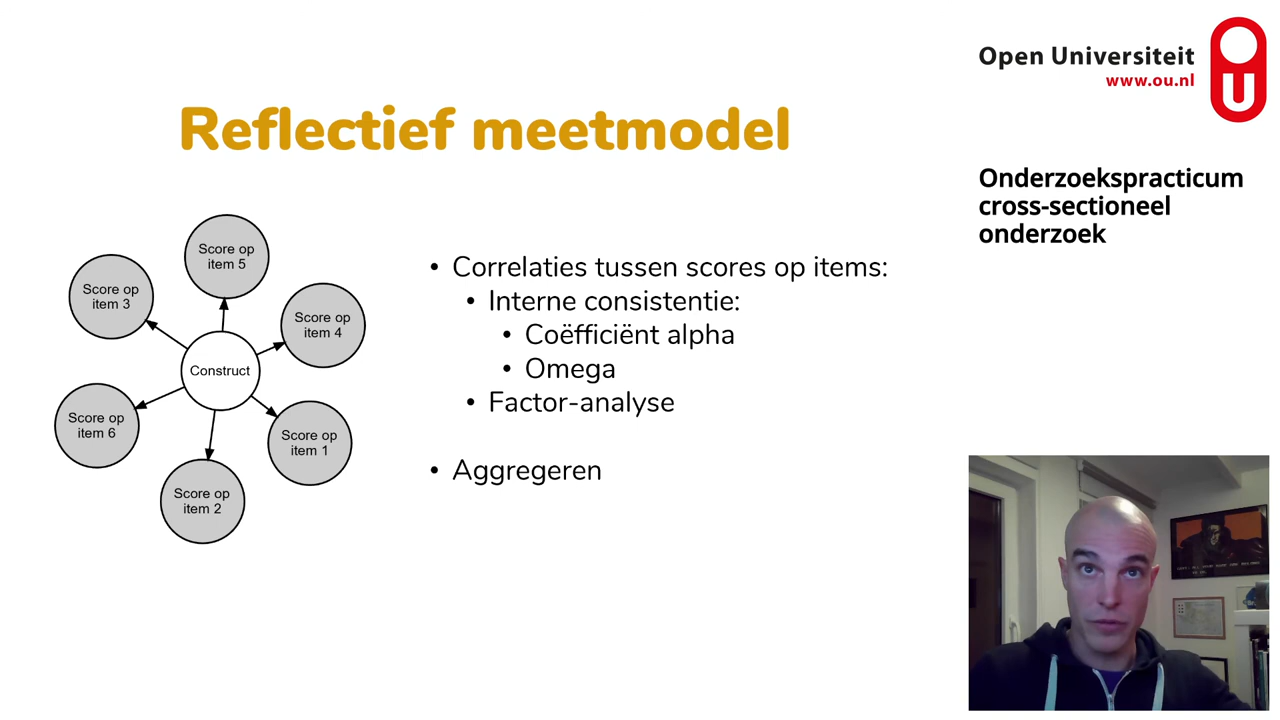 Open Universiteit
www.ou.nl
Reflectief meetmodel
Onderzoekspracticum
cross-sectioneel
onderzoek
Score op
item 5
Score op
item 3
Score op
item 4
Construct
Score op
item 6
Score op
item 1
Score op
item 2
• Correlaties tussen scores op items:
• Interne consistentie:
• Coëfficiënt alpha
• Omega
• Factor-analyse
• Aggregeren